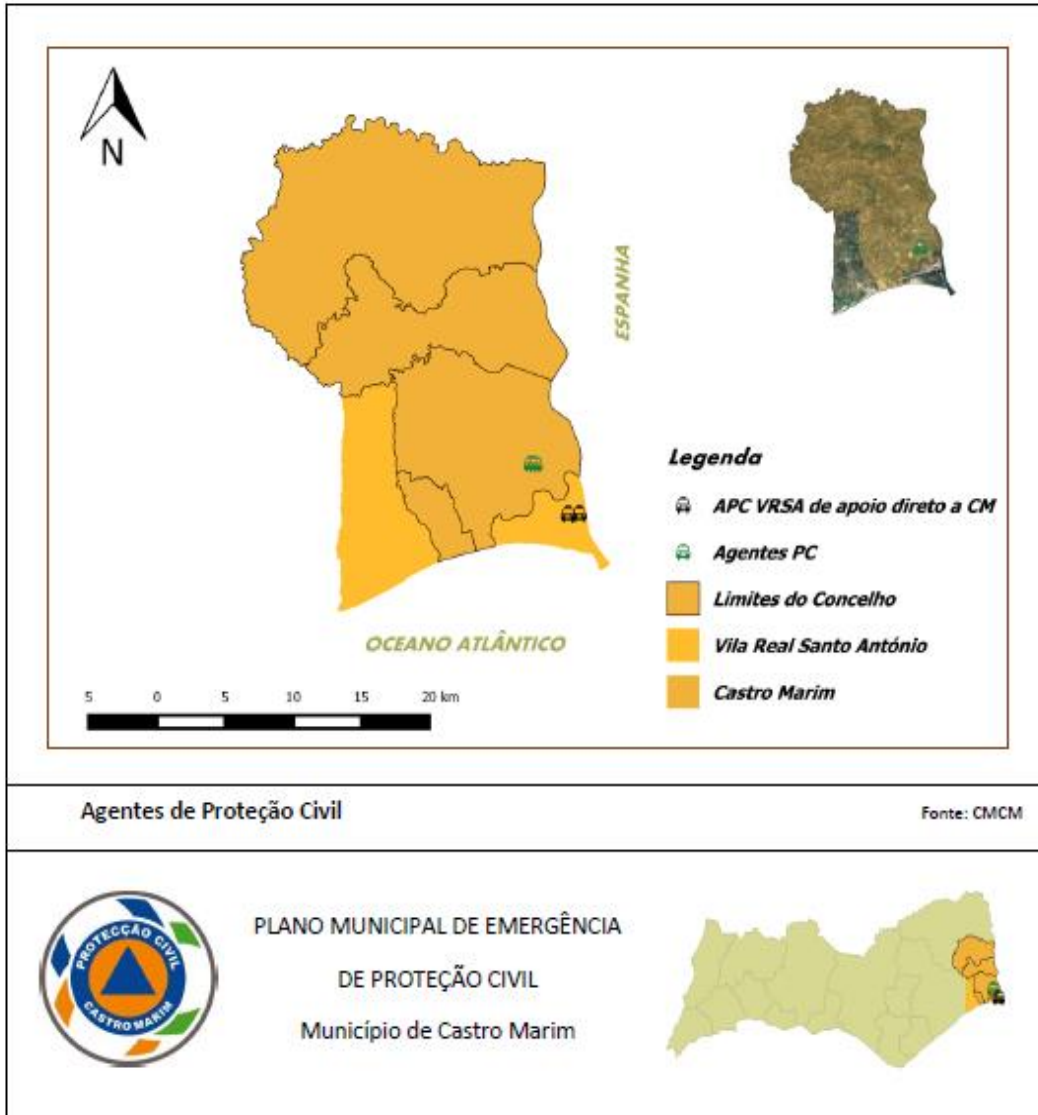 N
ESPANHA
Legenda
APC VRSA de apoio direto a CM
Agentes PC
Limites do Concelho
Vila Real Santo António
Castro Marim
OCEANO ATLÂNTICO
5 0 5 10 15 20 km
Agentes de Proteção Civil
Fonte: CMCM
PROTECÇÃO CIVIL
CASTRO MARIM
PLANO MUNICIPAL DE EMERGÊNCIA
DE PROTEÇÃO CIVIL
Município de Castro Marim